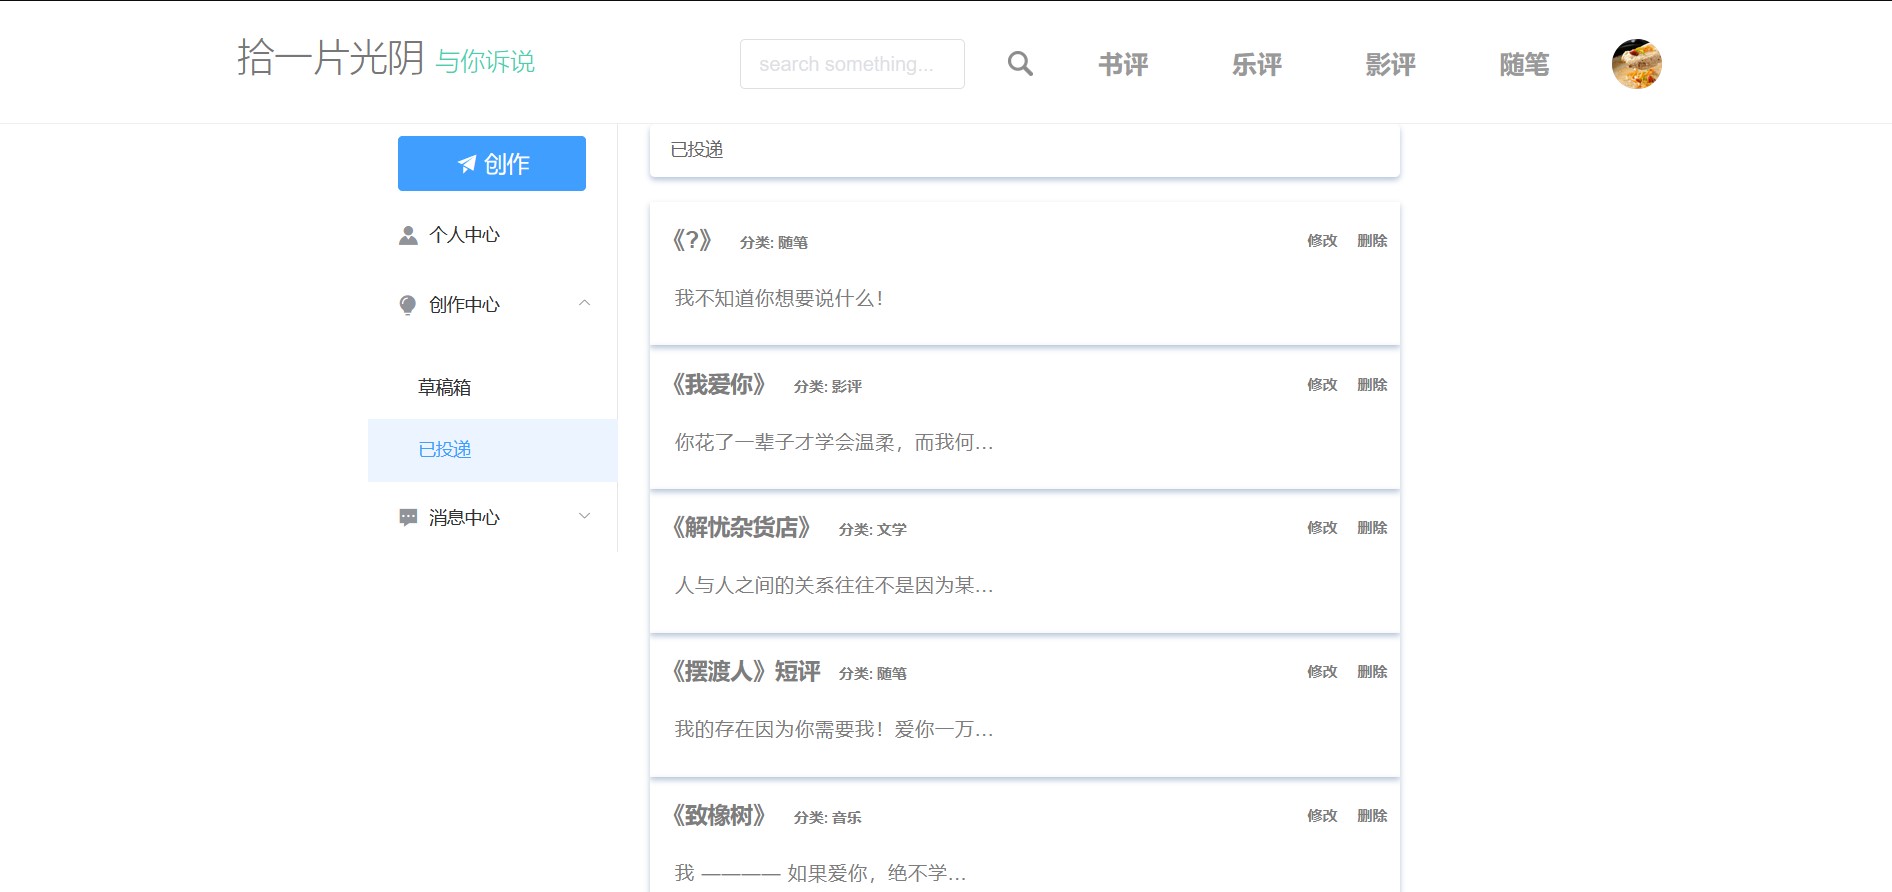 拾一片光阴 与你诉说
search something...
书评
乐评
影评
随笔
创作
个人中心
创作中心
草稿箱
已投递
消息中心
已投递
《?》 分类: 随笔
修改 删除
我不知道你想要说什么！
《我爱你》 分类: 影评
修改 删除
你花了一辈子才学会温柔，而我何...
《解忧杂货店》 分类: 文学
修改 删除
人与人之间的关系往往不是因为某...
《摆渡人》短评 分类: 随笔
修改 删除
我的存在因为你需要我！爱你一万...
《致橡树》 分类: 音乐
修改 删除
我 ———— 如果爱你，绝不学...